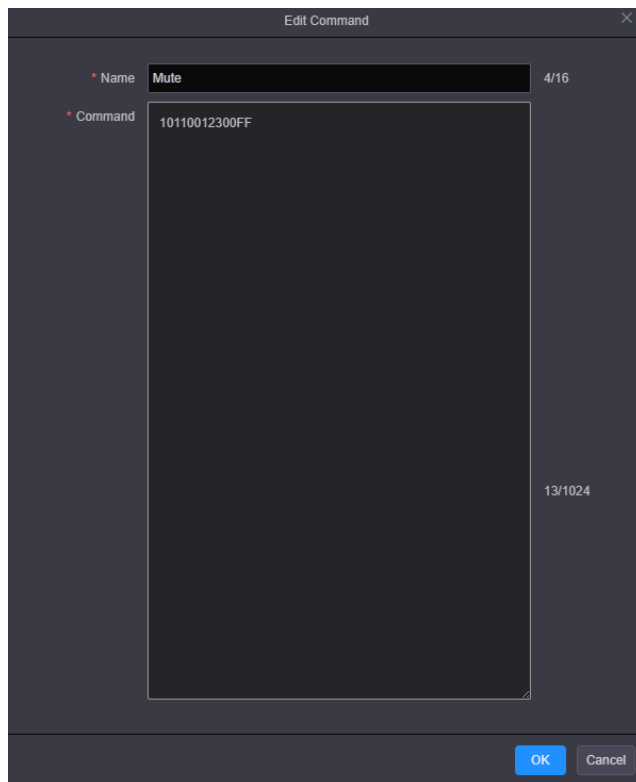 Edit Command
* Name Mute 4/16
* Command 10110012300FF
13/1024
OK Cancel